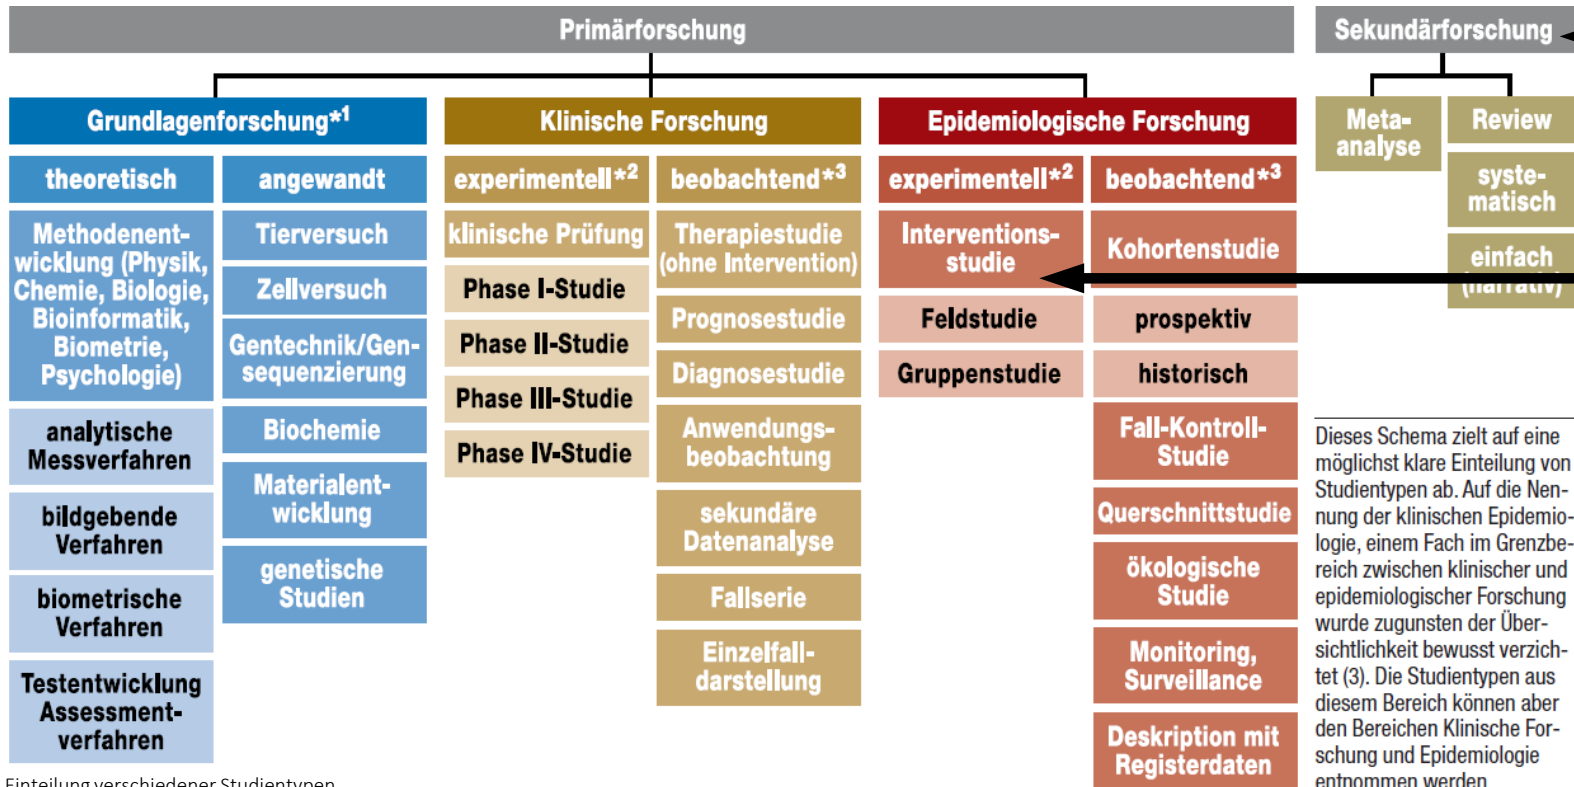 Primärforschung
Sekundärforschung
Grundlagenforschung*1
Klinische Forschung
Epidemiologische Forschung
Meta-
analyse
Review
syste-
matisch
einfach
(narrativ)
theoretisch
Methodenent-
wicklung (Physik,
Chemie, Biologie,
Bioinformatik,
Biometrie,
Psychologie)
analytische
Messverfahren
bildgebende
Verfahren
biometrische
Verfahren
Testentwicklung
Assessment-
verfahren
angewandt
Tierversuch
Zellversuch
Gentechnik/Gen-
sequenzierung
Biochemie
Materialent-
wicklung
genetische
Studien
experimentell*2
klinische Prüfung
Phase I-Studie
Phase II-Studie
Phase III-Studie
Phase IV-Studie
beobachtend*3
Therapiestudie
(ohne Intervention)
Prognosestudie
Diagnosestudie
Anwendungs-
beobachtung
sekundäre
Datenanalyse
Fallserie
Einzelfall-
darstellung
experimentell*2
Interventions-
studie
Feldstudie
Gruppenstudie
beobachtend*3
Kohortenstudie
prospektiv
historisch
Fall-Kontroll-
Studie
Querschnittstudie
ökologische
Studie
Monitoring,
Surveillance
Deskription mit
Registerdaten
Dieses Schema zielt auf eine
möglichst klare Einteilung von
Studientypen ab. Auf die Nen-
nung der klinischen Epidemio-
logie, einem Fach im Grenzbe-
reich zwischen klinischer und
epidemiologischer Forschung
wurde zugunsten der Über-
sichtlichkeit bewusst verzich-
tet (3). Die Studientypen aus
diesem Bereich können aber
den Bereichen Klinische For-
schung und Epidemiologie
entnommen werden
Einteilung verschiedener Studientypen